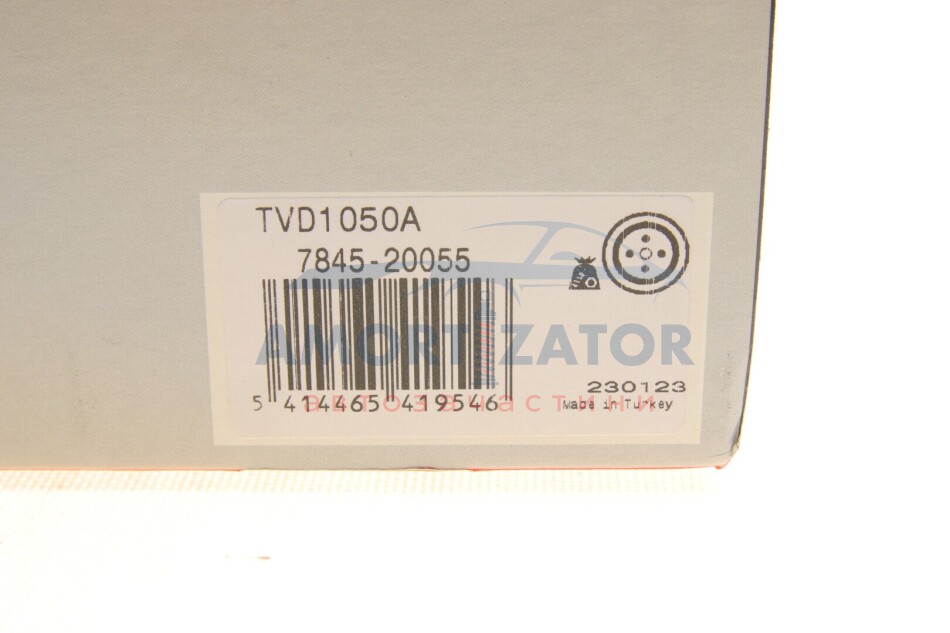 TVD1050A
7845-20055
AMORTIZATOR
230123
5 414465 419546
автозапчастини
Made in Turkey